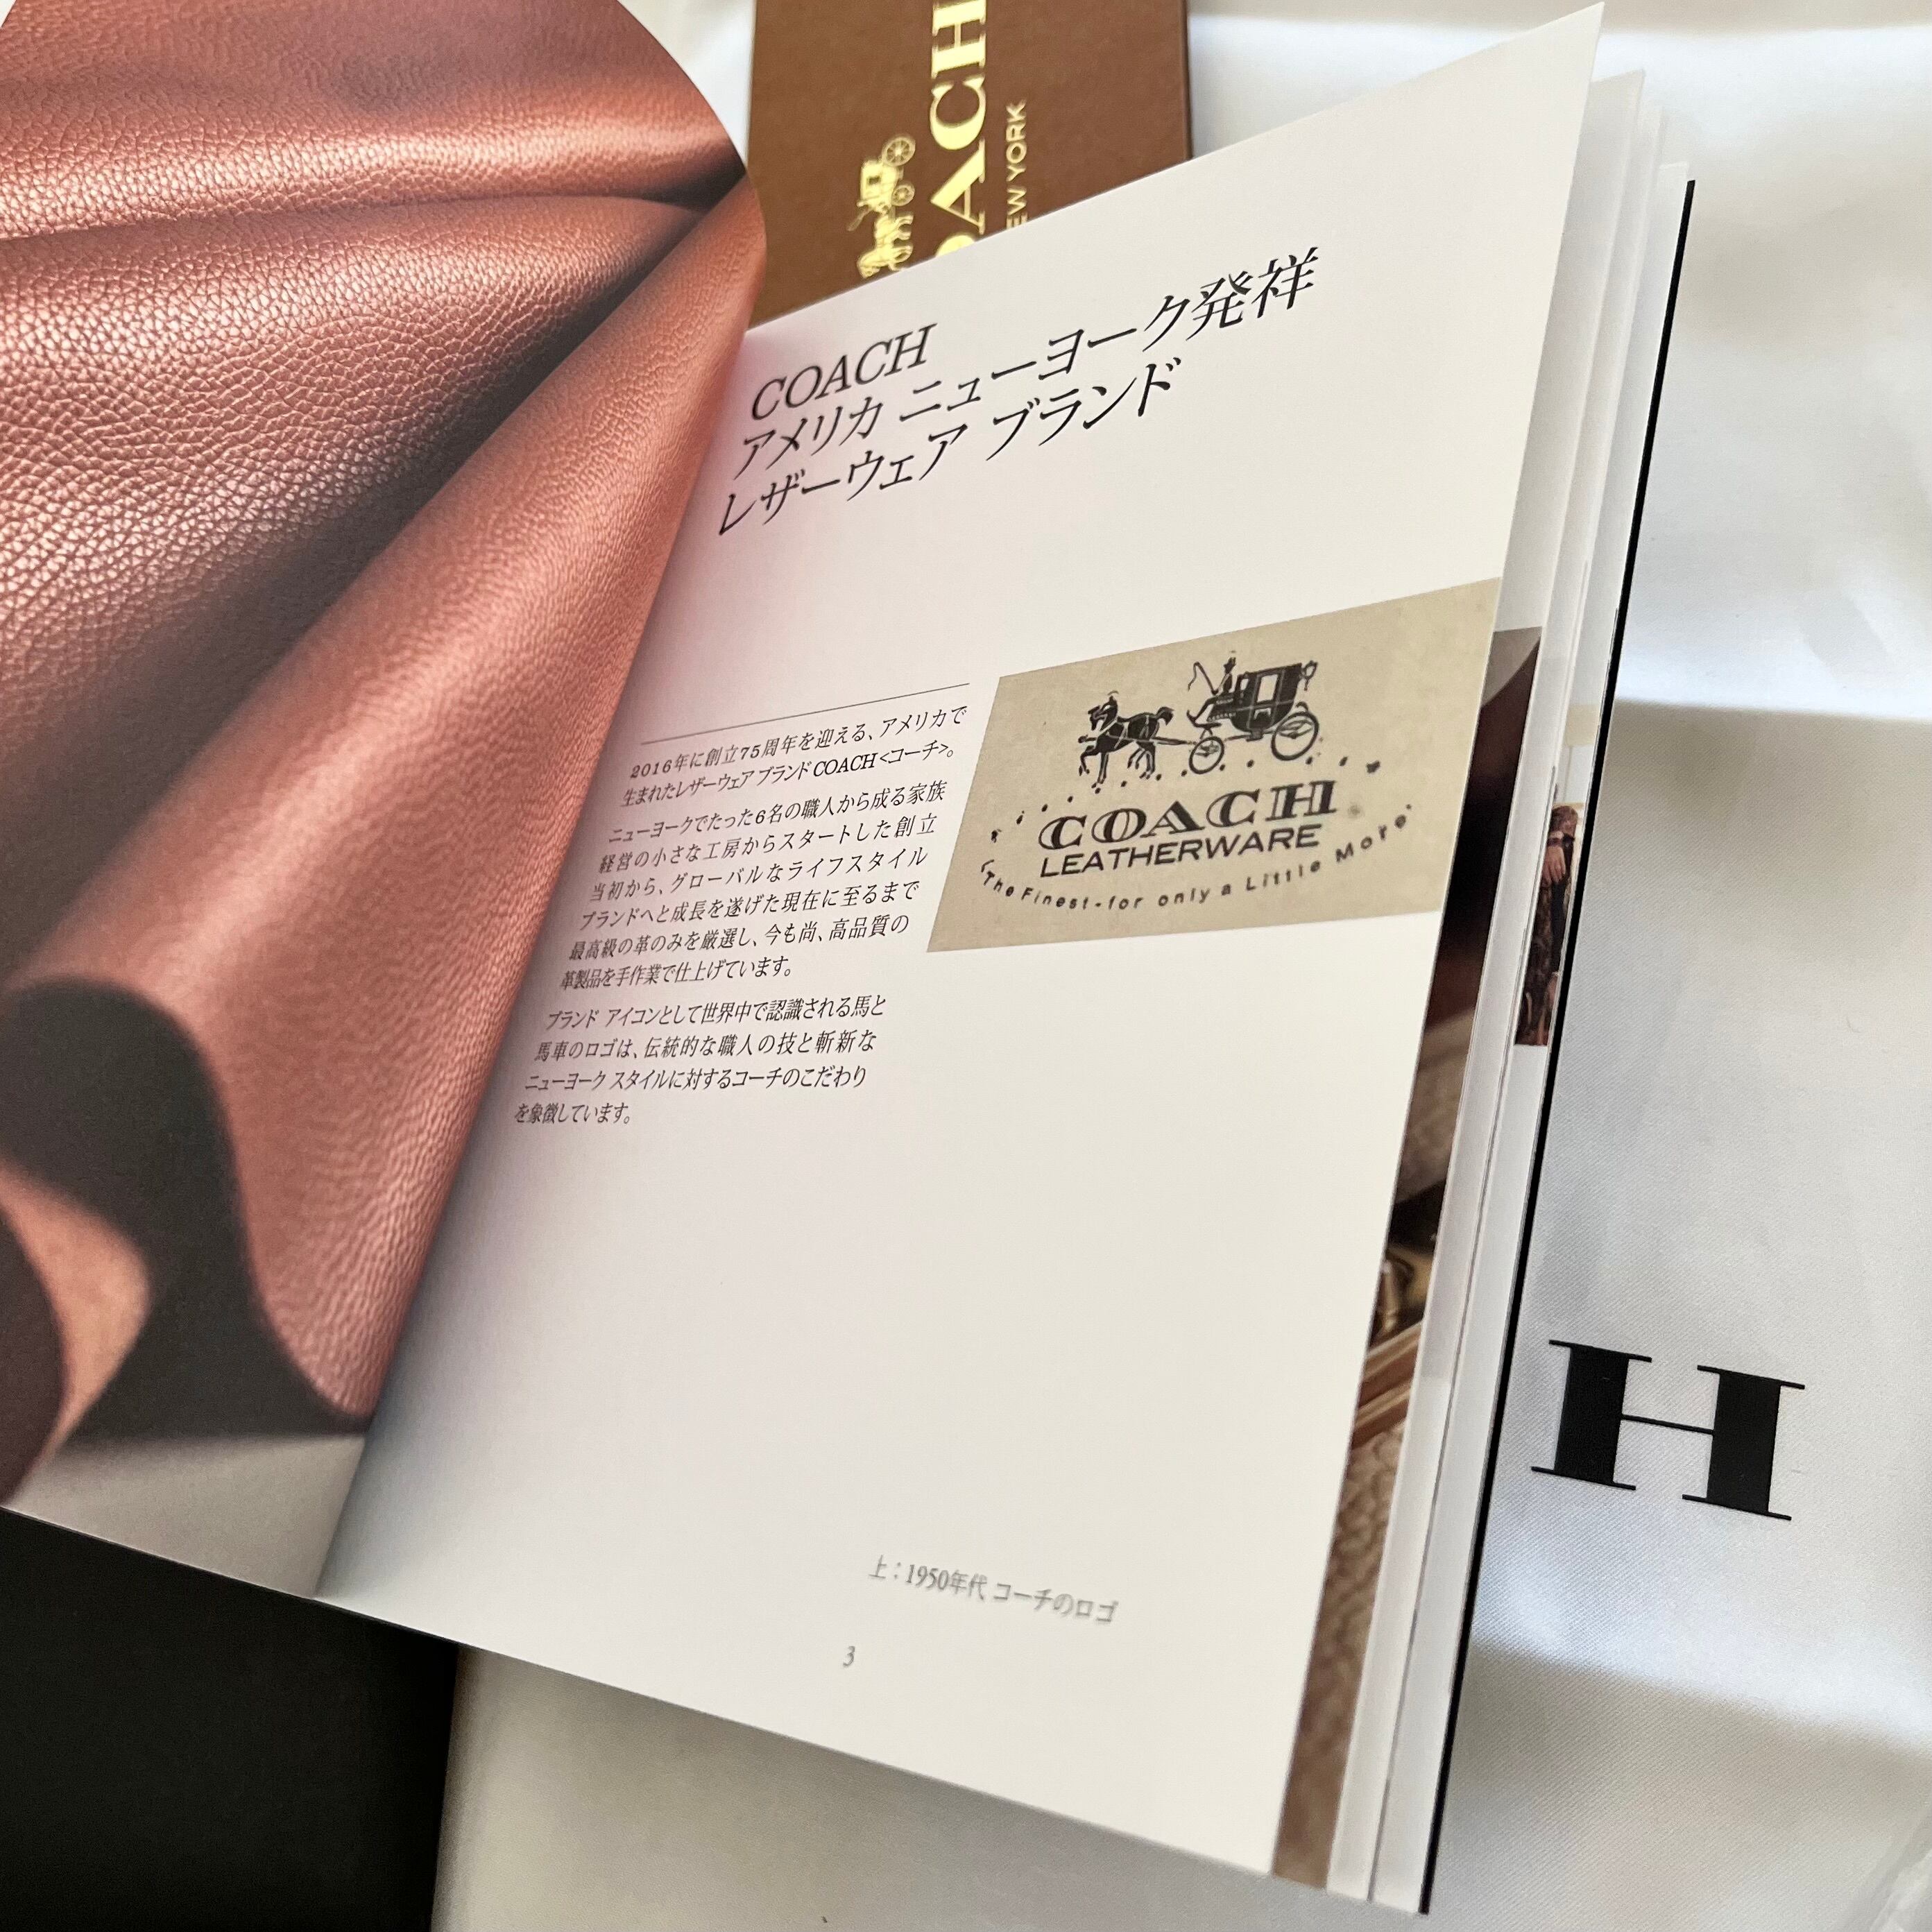 COACH
EW YORK
COACH
アメリカ ニューヨーク発祥
レザーウェア ブランド
2016年に創立75周年を迎える、アメリカで
生まれたレザーウェア ブランド COACH<コーチ>。
ニューヨークでたった6名の職人から成る家族
経営の小さな工房からスタートした創立
当初から、グローバルなライフスタイル
ブランドへと成長を遂げた現在に至るまで
最高級の革のみを厳選し、今も尚、高品質の
革製品を手作業で仕上げています。
ブランド アイコンとして世界中で認識される馬と
馬車のロゴは、伝統的な職人の技と斬新な
ニューヨーク スタイルに対するコーチのこだわり
を象徴しています。
COACH
LEATHERWARE
"The Finest-for only a Little More"
上：1950年代 コーチのロゴ
3
H